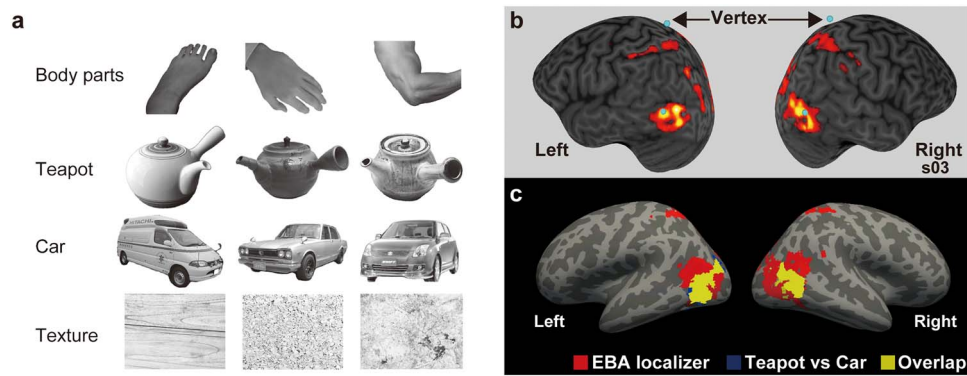 a
Body parts
Teapot
Car
Texture
b
Vertex
Left
Right
s03
c
Left
Right
EBA localizer
Teapot vs Car
Overlap